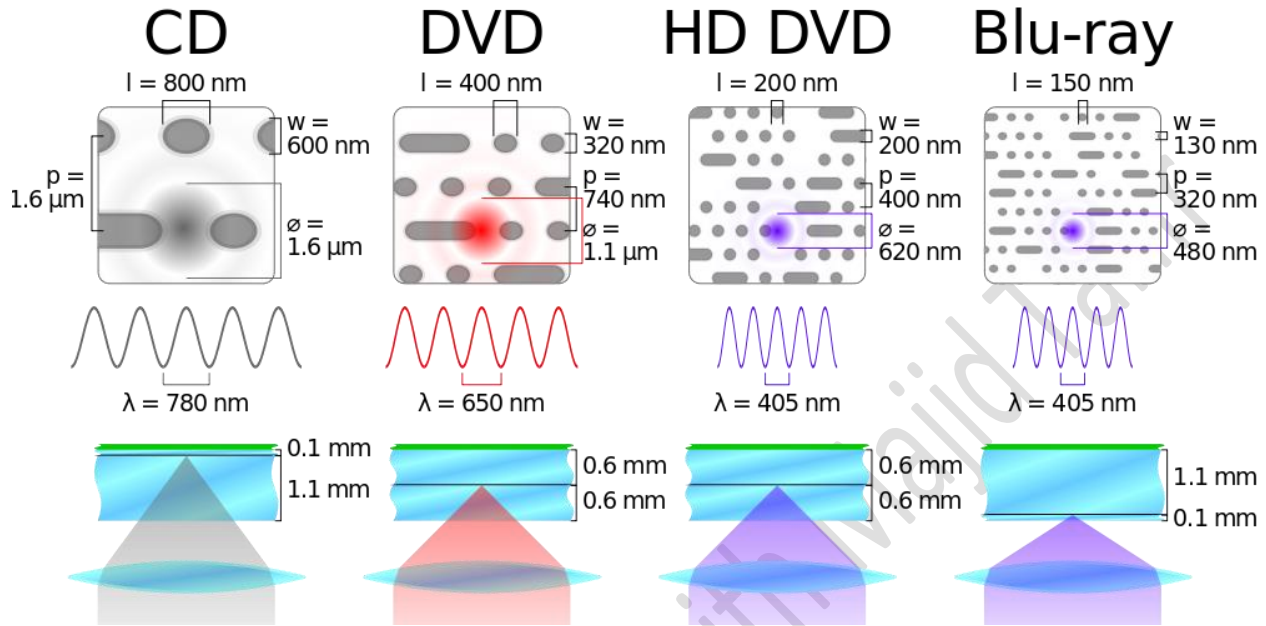 CD
l = 800 nm
w =
600 nm
p =
1.6 µm
ø =
1.6 µm
λ = 780 nm
0.1 mm
1.1 mm
DVD
l = 400 nm
w =
320 nm
p =
740 nm
ø =
1.1 µm
λ = 650 nm
0.6 mm
0.6 mm
HD DVD
l = 200 nm
w =
200 nm
p =
400 nm
ø =
620 nm
λ = 405 nm
0.6 mm
0.6 mm
Blu-ray
l = 150 nm
w =
130 nm
p =
320 nm
ø =
480 nm
λ = 405 nm
1.1 mm
0.1 mm
ith Majid Ta